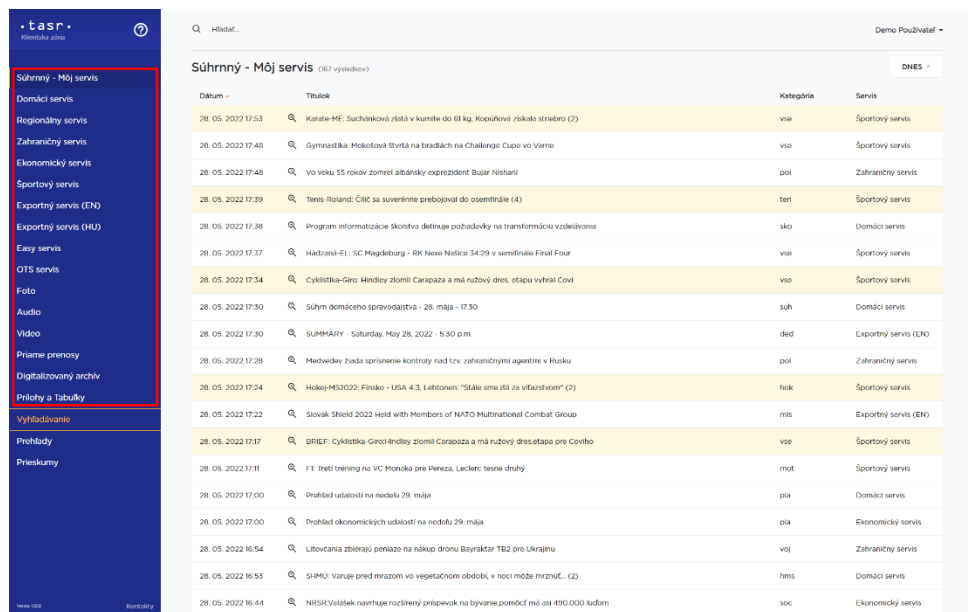 ·tasr·
Klientska zóna
Hľadať...
Demo Používateľ
Súhrnný - Môj servis
Domáci servis
Regionálny servis
Zahraničný servis
Ekonomický servis
Športový servis
Exportný servis (EN)
Exportný servis (HU)
Easy servis
OTS servis
Foto
Audio
Video
Priame prenosy
Digitalizovaný archív
Prílohy a Tabuľky
Vyhľadávanie
Prehľady
Prieskumy
Kontakty
Súhrnný - Môj servis (167 výsledkov)
DNES
Dátum Titulok Kategória Servis
28. 05. 2022 17:53 Karate-ME: Suchánková zlatá v kumite do 61 kg, Kopúňová získala striebro (2) vse Športový servis
28. 05. 2022 17:48 Gymnastika: Mokošová štvrtá na bradlách na Challenge Cupe vo Varne vse Športový servis
28. 05. 2022 17:48 Vo veku 55 rokov zomrel albánsky exprezident Bujar Nishani pol Zahraničný servis
28. 05. 2022 17:39 Tenis-Roland: Čilič sa suverénne prebojoval do osemfinále (4) ten Športový servis
28. 05. 2022 17:38 Program informatizácie školstva definuje požiadavky na transformáciu vzdelávania sko Domáci servis
28. 05. 2022 17:37 Hádzaná-EL: SC Magdeburg - RK Nexe Našice 34:29 v semifinále Final Four vse Športový servis
28. 05. 2022 17:34 Cyklistika-Giro: Hindley zlomil Carapaza a má ružový dres, etapu vyhral Covi vse Športový servis
28. 05. 2022 17:30 Súhrn domáceho spravodajstva - 28. mája - 17.30 suh Domáci servis
28. 05. 2022 17:30 SUMMARY - Saturday, May 28, 2022 - 5.30 p.m. ded Exportný servis (EN)
28. 05. 2022 17:28 Medvedev žiada sprísnenie kontroly nad tzv. zahraničnými agentmi v Rusku pol Zahraničný servis
28. 05. 2022 17:24 Hokej-MS2022: Fínsko - USA 4:3, Lehtonen: "Stále sme išli za víťazstvom" (2) hok Športový servis
28. 05. 2022 17:22 Slovak Shield 2022 Held with Members of NATO Multinational Combat Group mis Exportný servis (EN)
28. 05. 2022 17:17 BRIEF: Cyklistika-Giro:Hindley zlomil Carapaza a má ružový dres,etapa pre Coviho vse Športový servis
28. 05. 2022 17:11 F1: Tretí tréning na VC Monaka pre Pereza, Leclerc tesne druhý mot Športový servis
28. 05. 2022 17:00 Prehľad udalostí na nedeľu 29. mája pla Domáci servis
28. 05. 2022 17:00 Prehľad ekonomických udalostí na nedeľu 29. mája pla Ekonomický servis
28. 05. 2022 16:54 Litovčania zbierajú peniaze na nákup dronu Bayraktar TB2 pre Ukrajinu voj Zahraničný servis
28. 05. 2022 16:53 SHMÚ: Varuje pred mrazom vo vegetačnom období, v noci môže mrznúť... (2) hms Domáci servis
28. 05. 2022 16:44 NRSR:Valášek navrhuje rozšírený príspevok na bývanie,pomôcť má asi 490.000 ľuďom soc Ekonomický servis